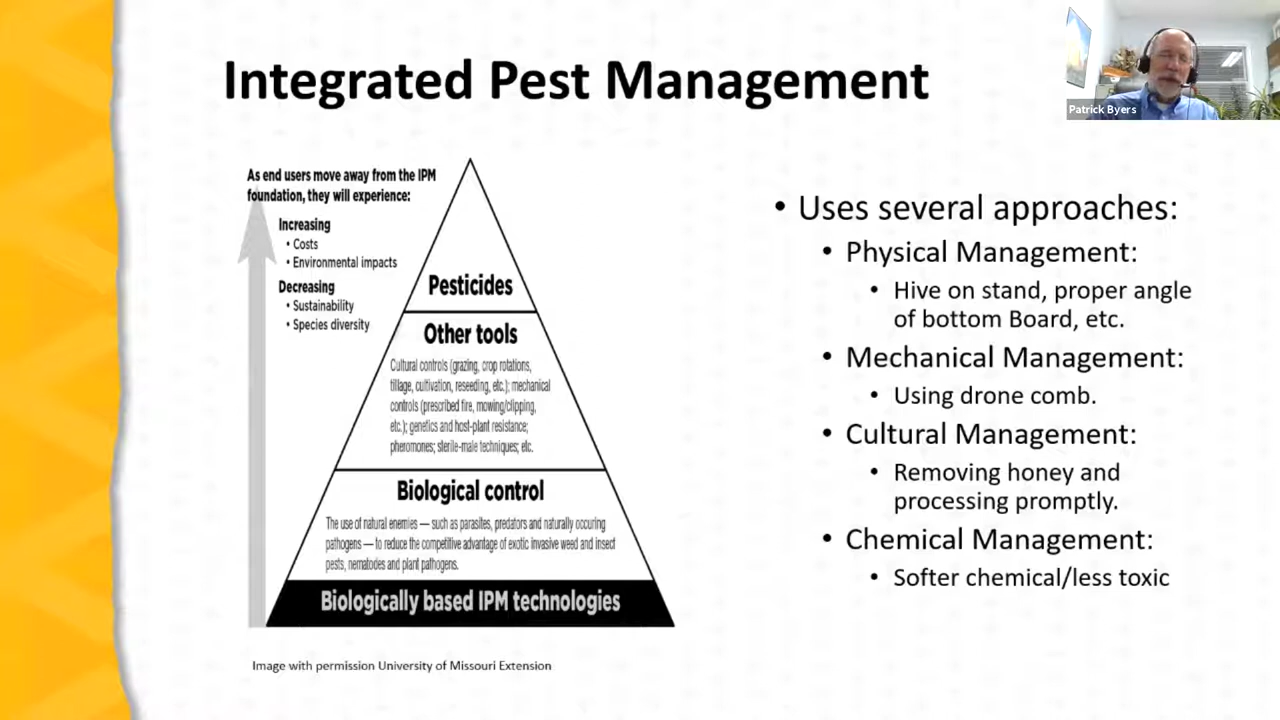 Integrated Pest Management
Patrick Byers
As end users move away from the IPM
foundation, they will experience:
Increasing
• Costs
• Environmental impacts
Decreasing
• Sustainability
• Species diversity
Pesticides
Other tools
Cultural controls (grazing, crop rotations,
tillage, cultivation, reseeding, etc.); mechanical
controls (prescribed fire, mowing/clipping,
etc.); genetics and host-plant resistance;
pheromones; sterile-male techniques; etc.
Biological control
The use of natural enemies — such as parasites, predators and naturally occuring
pathogens — to reduce the competitive advantage of exotic invasive weed and insect
pests, nematodes and plant pathogens.
Biologically based IPM technologies
Image with permission University of Missouri Extension
• Uses several approaches:
• Physical Management:
• Hive on stand, proper angle
of bottom Board, etc.
• Mechanical Management:
• Using drone comb.
• Cultural Management:
• Removing honey and
processing promptly.
• Chemical Management:
• Softer chemical/less toxic